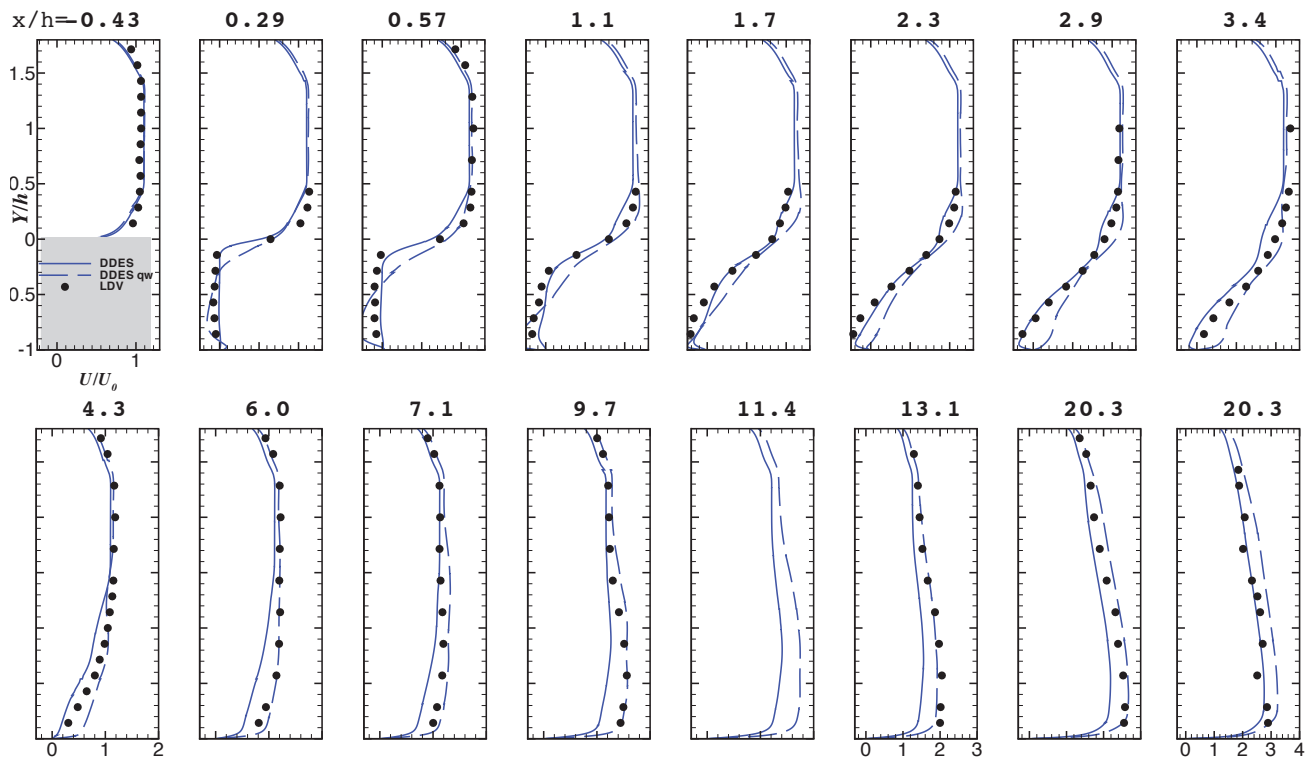 x/h=-0.43 0.29 0.57 1.1 1.7 2.3 2.9 3.4
1.5
1
0.5
Y/h
0
DDES
DDES qw
LDV
0.5
-1
0 1
U/U0
4.3 6.0 7.1 9.7 11.4 13.1 20.3 20.3
0 1 2 0 1 2 3 0 1 2 3 4